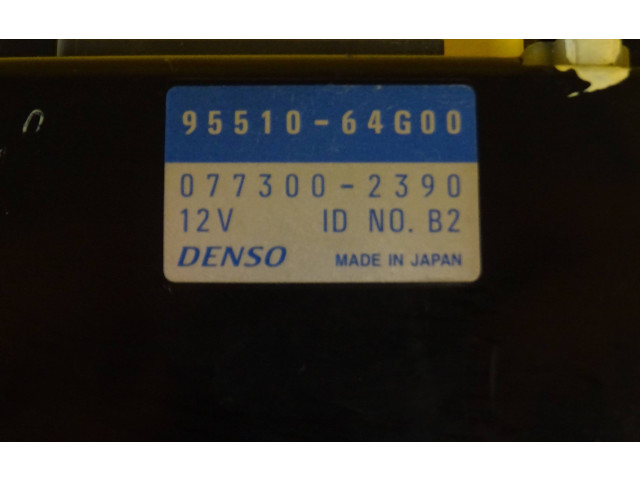 95510-64G00
077300-2390
12V ID NO. B2
DENSO MADE IN JAPAN